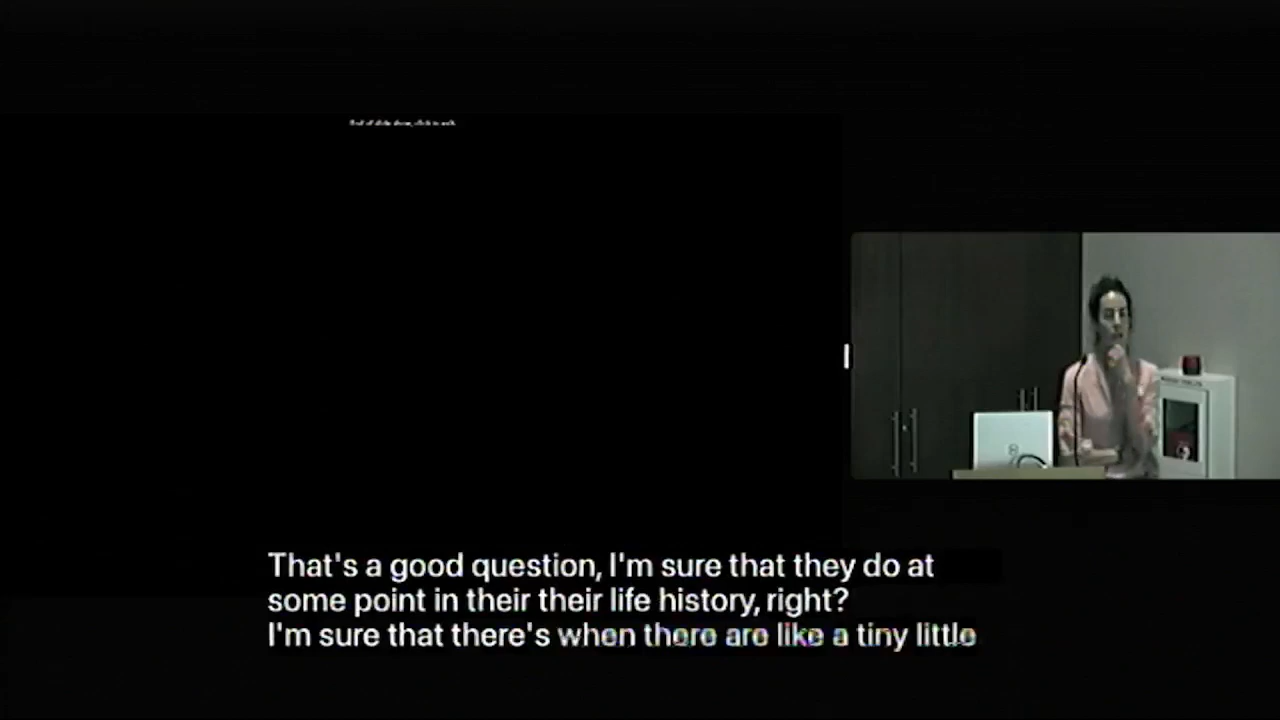 That's a good question, I'm sure that they do at
some point in their their life history, right?
I'm sure that there's when there are like a tiny little